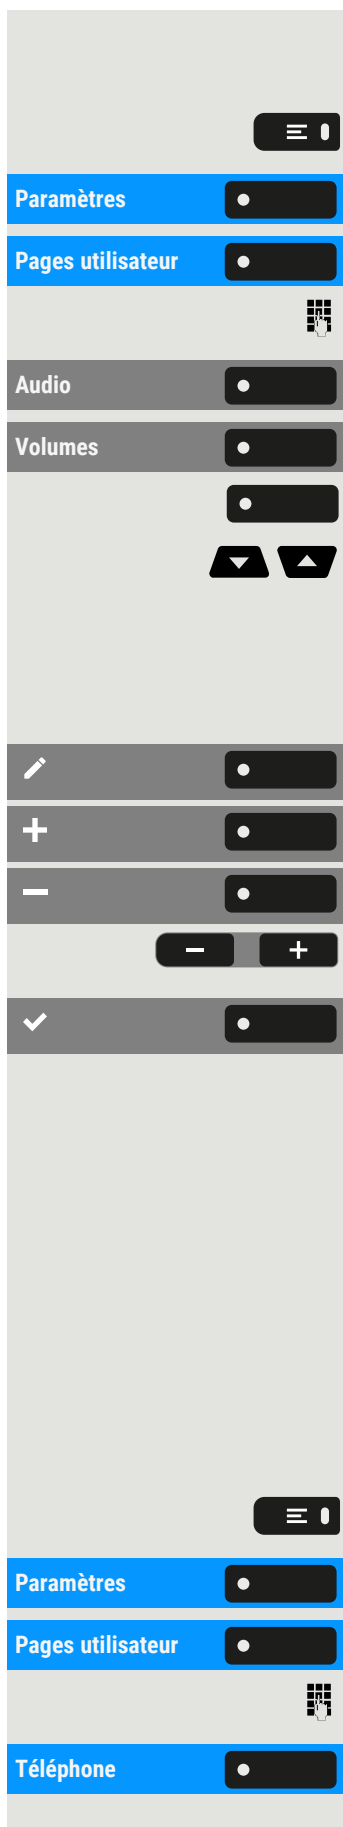 Paramètres
Pages utilisateur
Audio
Volumes
Paramètres
Pages utilisateur
Téléphone